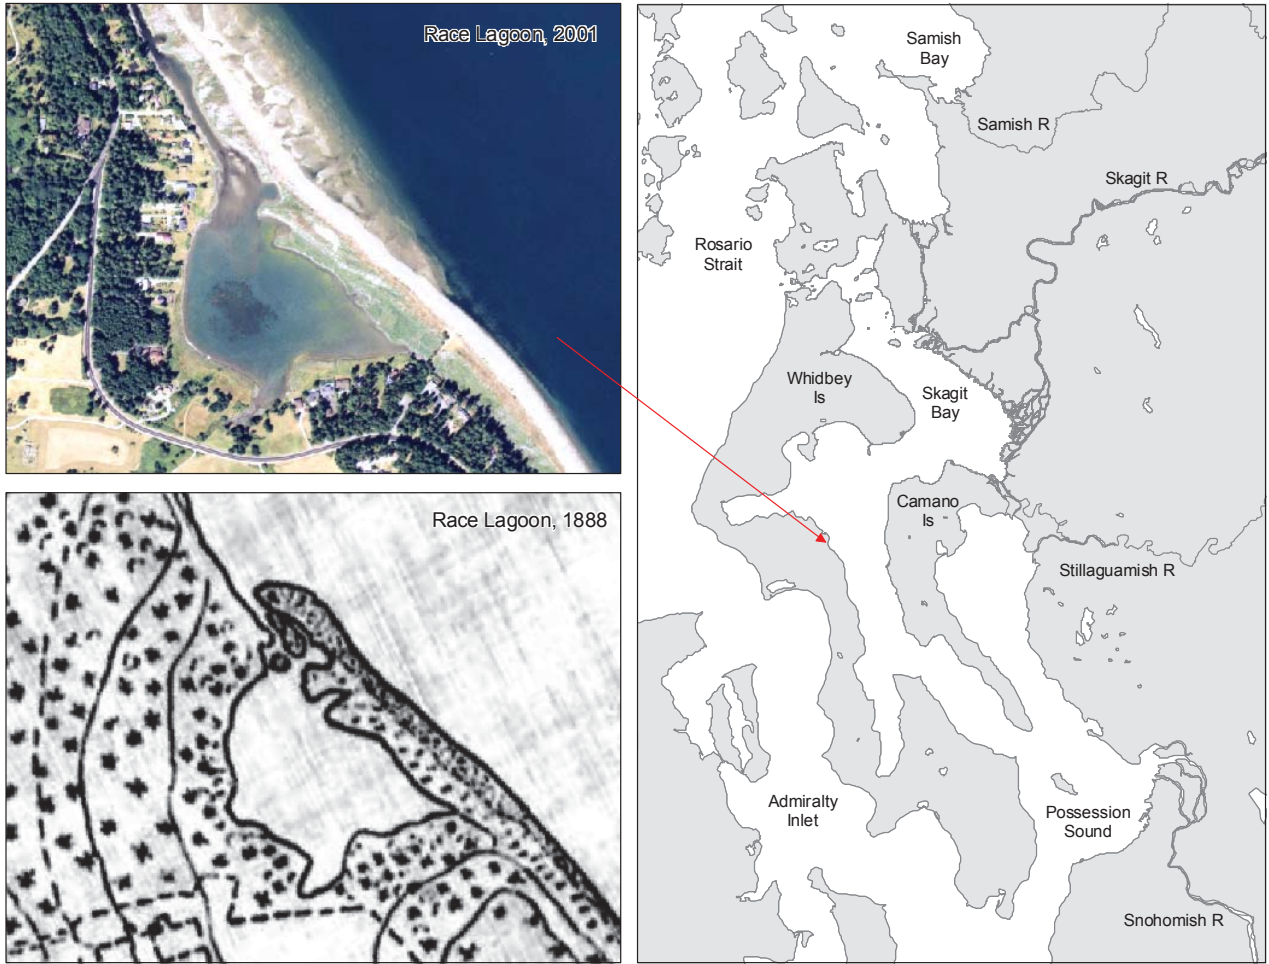 Race Lagoon, 2001
Race Lagoon, 1888
Samish
Bay
Samish R
Skagit R
Rosario
Strait
Whidbey
Is
Skagit
Bay
Camano
Is
Stillaguamish R
Admiralty
Inlet
Possession
Sound
Snohomish R